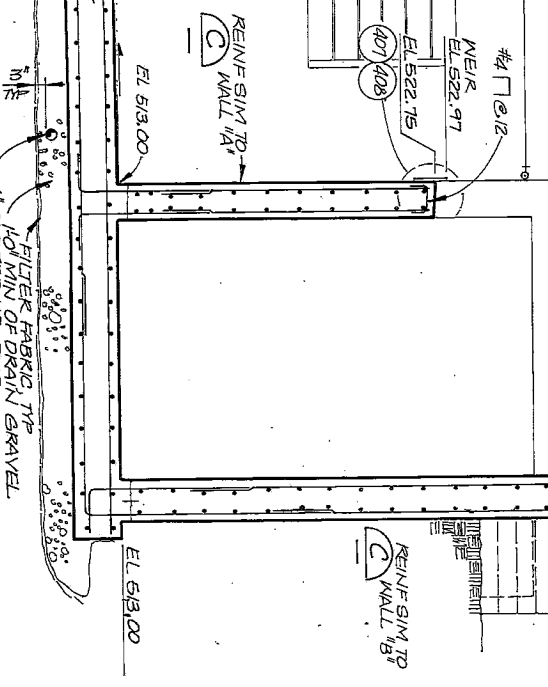 #4 ⊓ @ 12
WEIR
EL 522.97
EL 522.75
407
408
REINF SIM TO
WALL "A"
C
EL 513.00
3"
TYP
FILTER FABRIC, TYP
1'-0" MIN OF DRAIN GRAVEL
REINF SIM TO
WALL "B"
C
EL 513.00